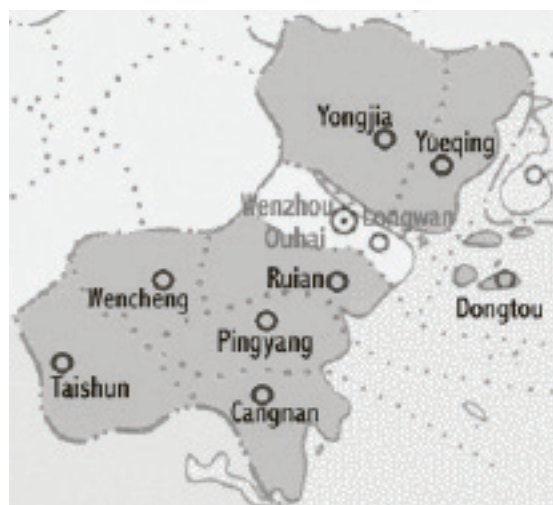 Yongjia
Yueqing
Wenzhou
Longwan
Ouhai
Ruian
Wencheng
Dongtou
Pingyang
Taishun
Cangnan